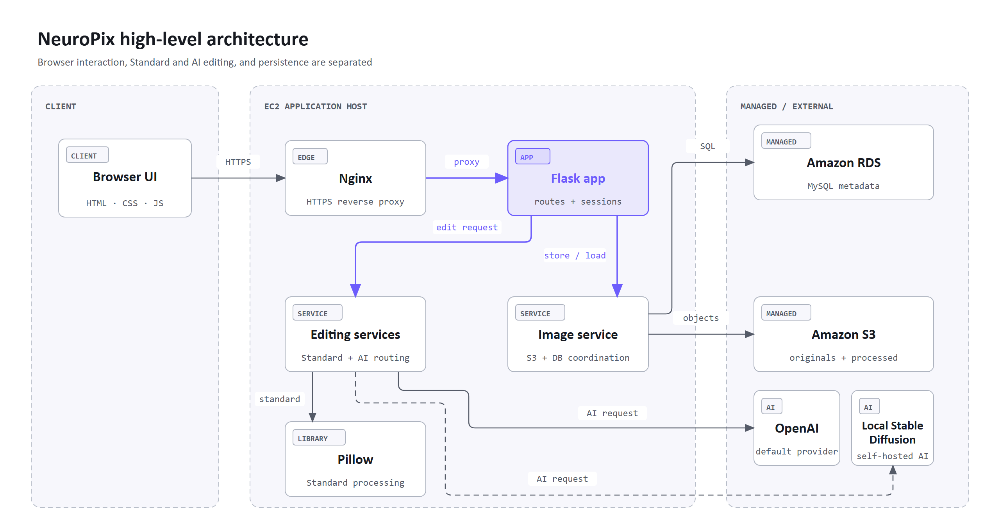 NeuroPix high-level architecture
Browser interaction, Standard and AI editing, and persistence are separated
CLIENT
CLIENT
Browser UI
HTML · CSS · JS
HTTPS
EC2 APPLICATION HOST
EDGE
Nginx
HTTPS reverse proxy
proxy
APP
Flask app
routes + sessions
edit request
store / load
SERVICE
Editing services
Standard + AI routing
SERVICE
Image service
S3 + DB coordination
standard
LIBRARY
Pillow
Standard processing
AI request
AI request
SQL
objects
MANAGED / EXTERNAL
MANAGED
Amazon RDS
MySQL metadata
MANAGED
Amazon S3
originals + processed
AI
OpenAI
default provider
AI
Local Stable
Diffusion
self-hosted AI